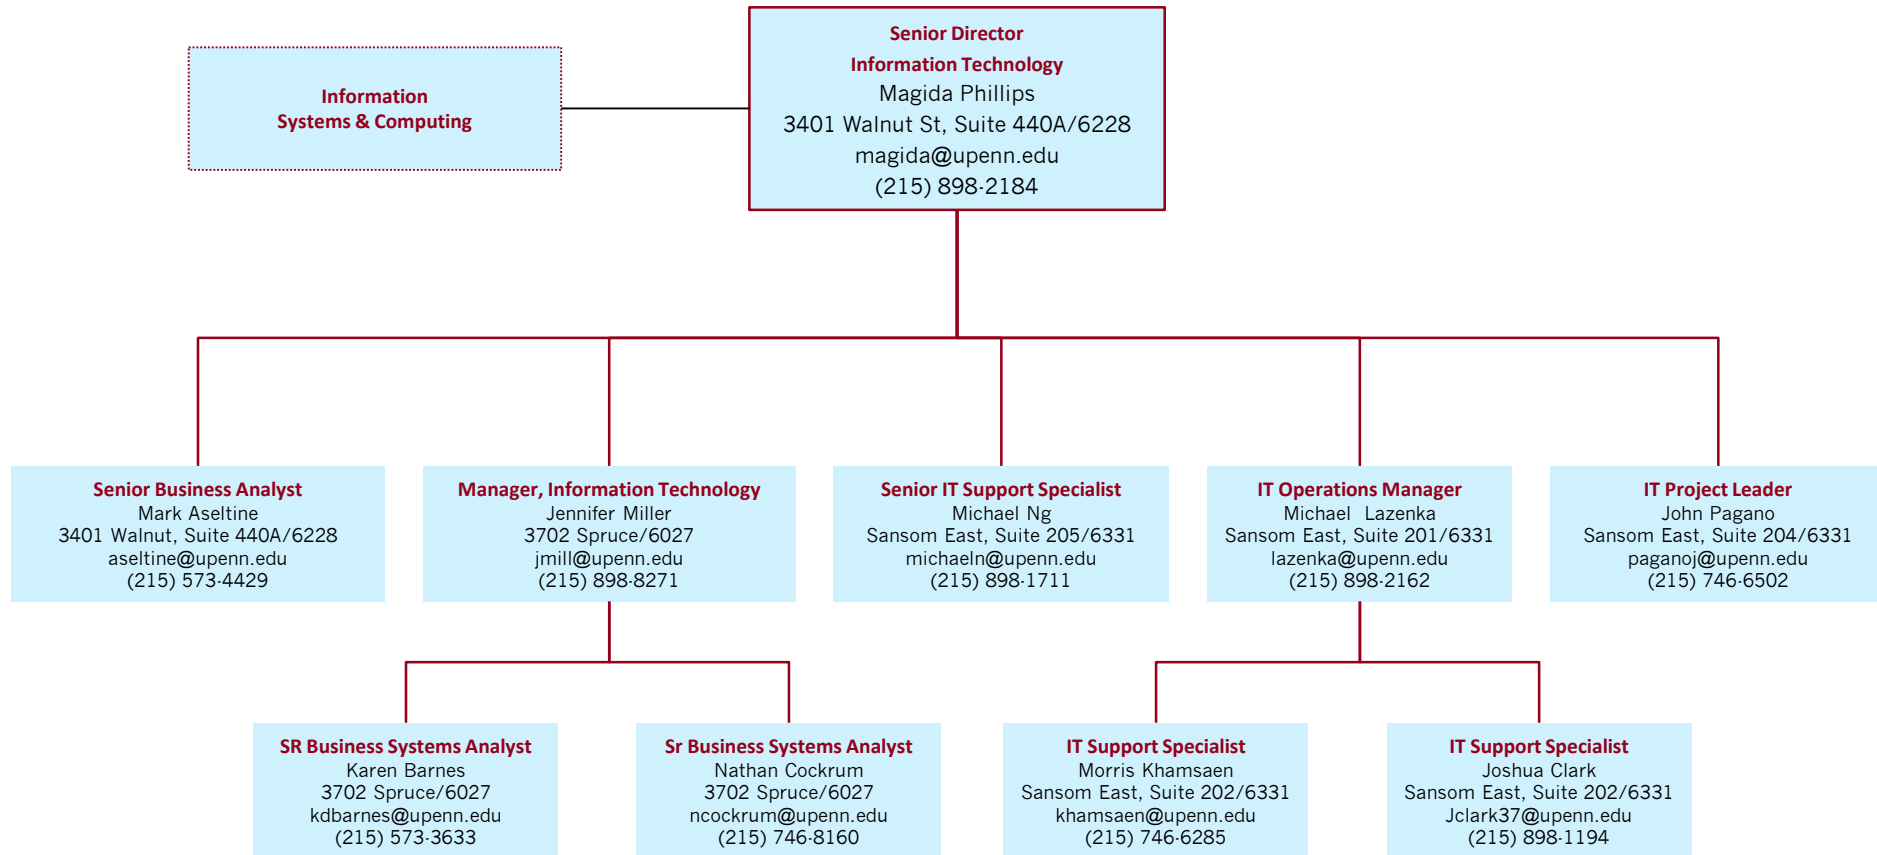 Information
Systems & Computing
Senior Director
Information Technology
Magida Phillips
3401 Walnut St, Suite 440A/6228
magida@upenn.edu
(215) 898-2184
Senior Business Analyst
Mark Aseltine
3401 Walnut, Suite 440A/6228
aseltine@upenn.edu
(215) 573-4429
Manager, Information Technology
Jennifer Miller
3702 Spruce/6027
jmill@upenn.edu
(215) 898-8271
Senior IT Support Specialist
Michael Ng
Sansom East, Suite 205/6331
michaeln@upenn.edu
(215) 898-1711
IT Operations Manager
Michael Lazenka
Sansom East, Suite 201/6331
lazenka@upenn.edu
(215) 898-2162
IT Project Leader
John Pagano
Sansom East, Suite 204/6331
paganoj@upenn.edu
(215) 746-6502
SR Business Systems Analyst
Karen Barnes
3702 Spruce/6027
kdbarnes@upenn.edu
(215) 573-3633
Sr Business Systems Analyst
Nathan Cockrum
3702 Spruce/6027
ncockrum@upenn.edu
(215) 746-8160
IT Support Specialist
Morris Khamsaen
Sansom East, Suite 202/6331
khamsaen@upenn.edu
(215) 746-6285
IT Support Specialist
Joshua Clark
Sansom East, Suite 202/6331
Jclark37@upenn.edu
(215) 898-1194